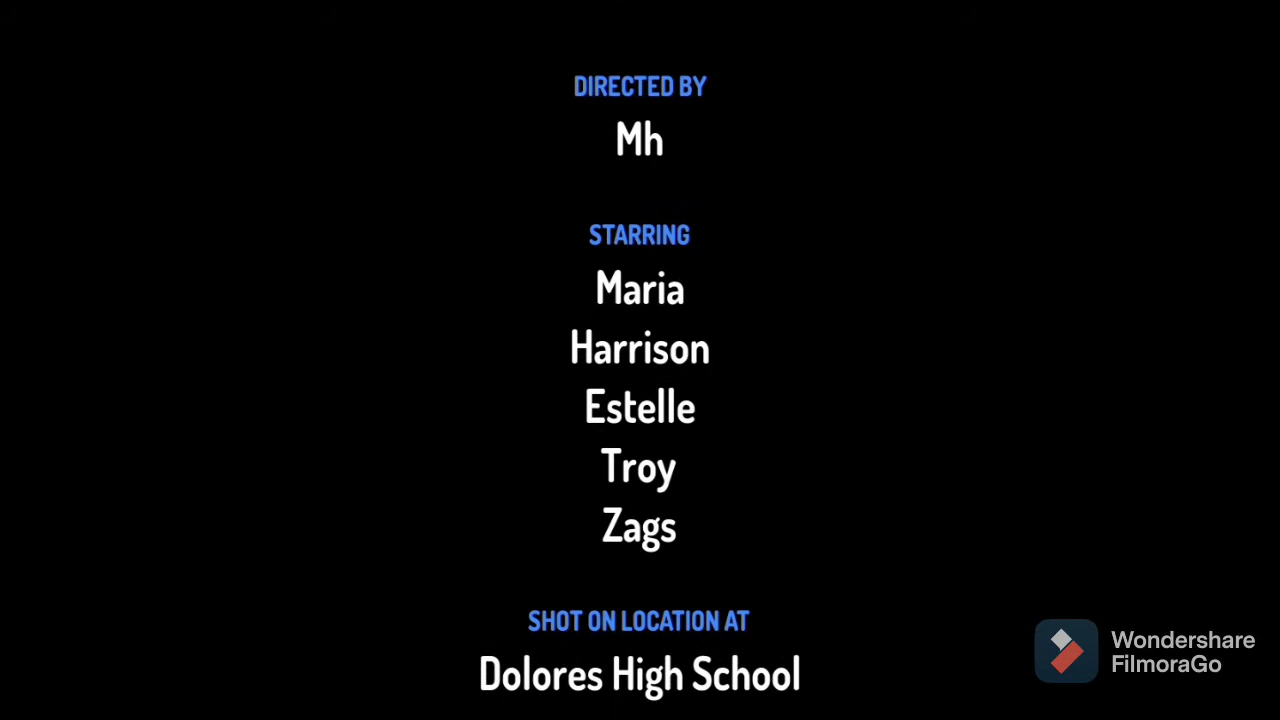 DIRECTED BY
Mh
STARRING
Maria
Harrison
Estelle
Troy
Zags
SHOT ON LOCATION AT
Dolores High School
Wondershare
FilmoraGo